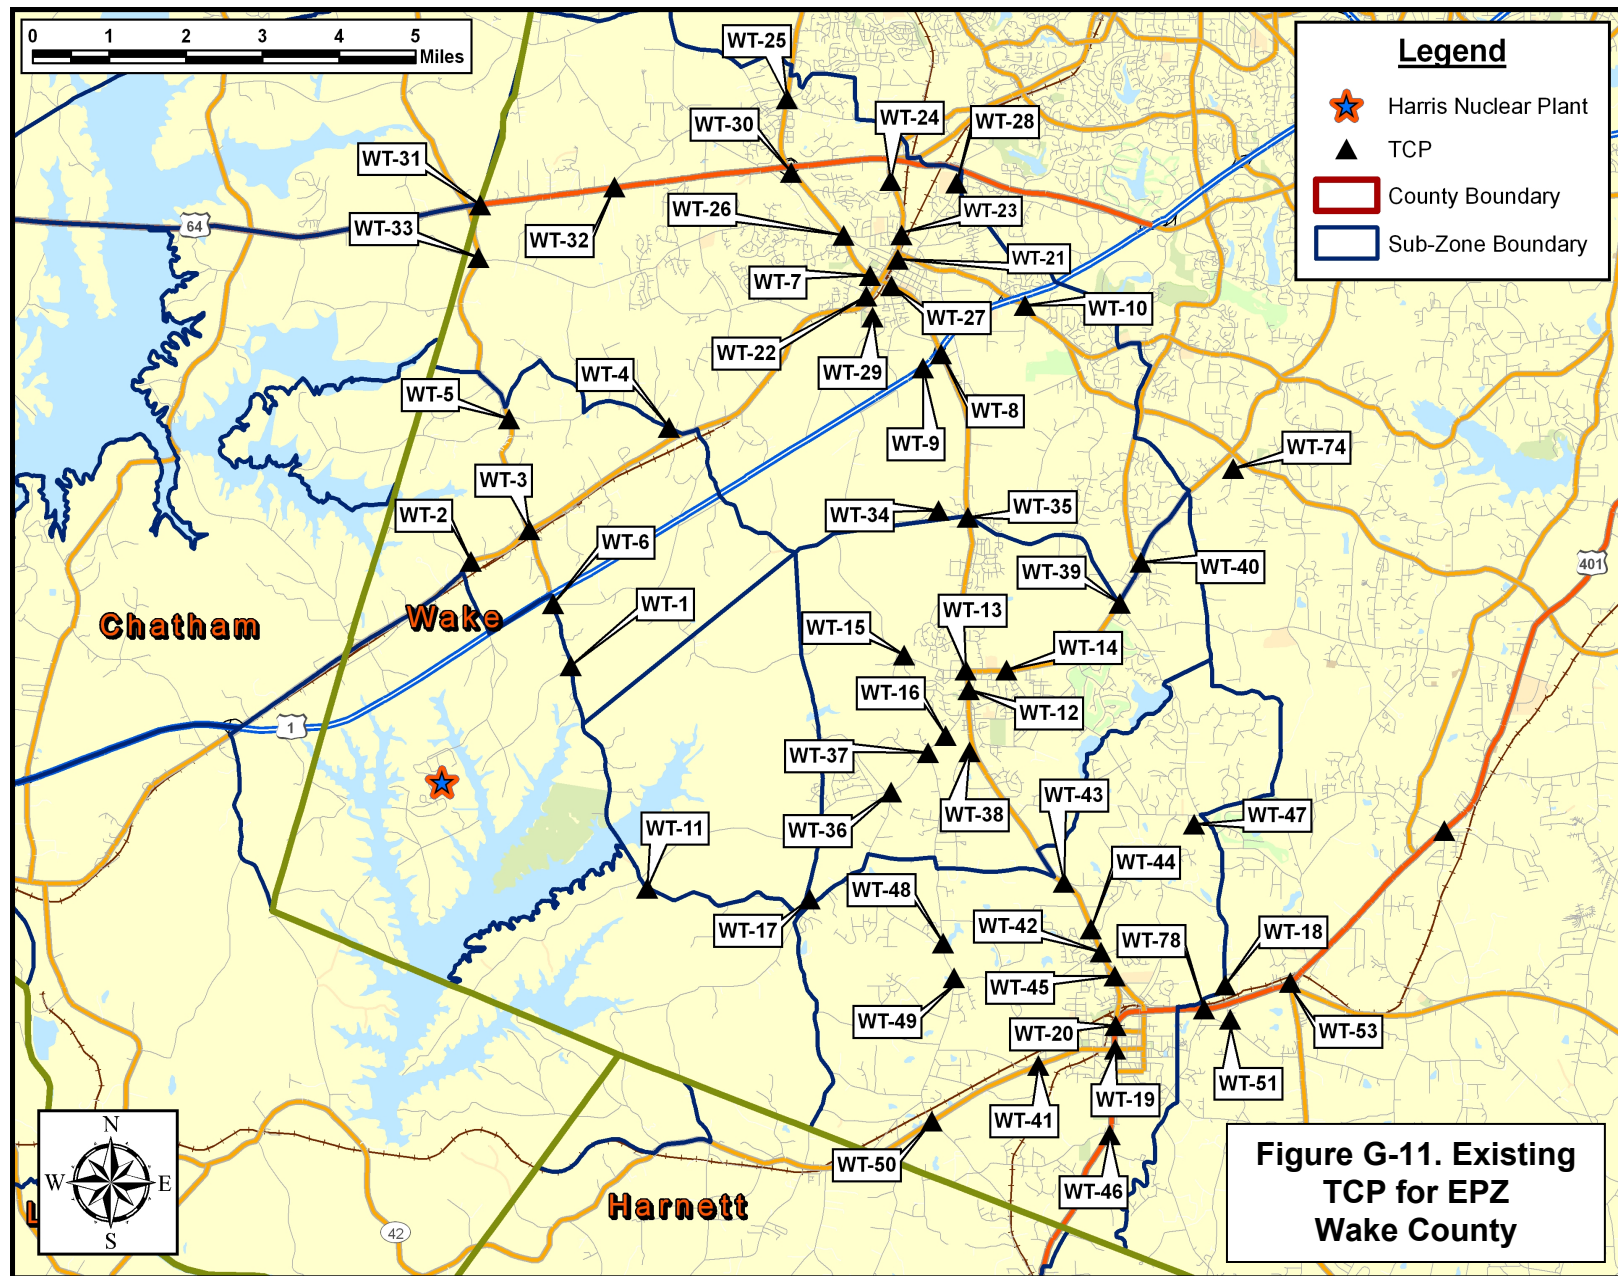 0 1 2 3 4 5
Miles
Legend
Harris Nuclear Plant
TCP
County Boundary
Sub-Zone Boundary
WT-25
WT-30
WT-24
WT-28
WT-31
WT-26
WT-23
WT-33
64
WT-32
WT-21
WT-7
WT-10
WT-27
WT-22
WT-29
WT-4
WT-5
WT-8
WT-9
WT-74
WT-3
WT-2
WT-34
WT-35
WT-6
401
WT-40
WT-39
WT-1
WT-13
Chatham
Wake
WT-15
WT-14
WT-16
WT-12
1
WT-37
WT-43
WT-38
WT-47
WT-11
WT-36
WT-44
WT-48
WT-17
WT-42
WT-78
WT-18
WT-45
WT-49
WT-20
WT-53
WT-51
WT-19
WT-41
WT-50
WT-46
N
W E
S
L
42
Harnett
Figure G-11. Existing
TCP for EPZ
Wake County